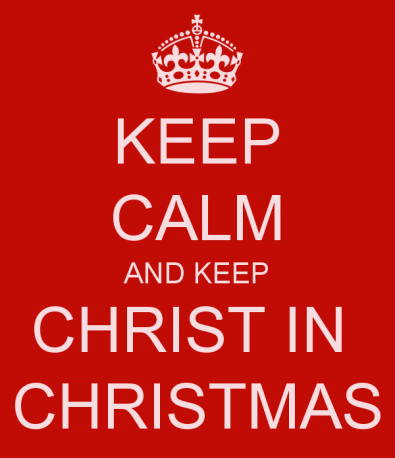 KEEP
CALM
AND KEEP
CHRIST IN
CHRISTMAS